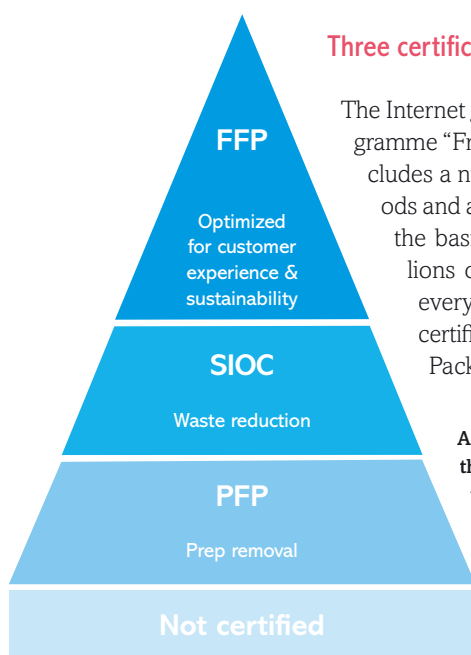 FFP
Optimized
for customer
experience &
sustainability
SIOC
Waste reduction
PFP
Prep removal
Not certified
Three certific
The Internet
gramme “Fr
cludes a n
ods and a
the bas
lions o
every
certifi
Pack
A
th